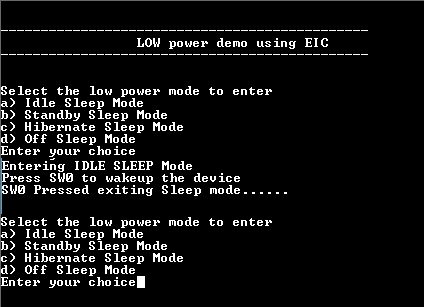 ----------------------------------------------
LOW power demo using EIC
----------------------------------------------
Select the low power mode to enter
a) Idle Sleep Mode
b) Standby Sleep Mode
c) Hibernate Sleep Mode
d) Off Sleep Mode
Enter your choice
Entering IDLE SLEEP Mode
Press SW0 to wakeup the device
SW0 Pressed exiting Sleep mode......
Select the low power mode to enter
a) Idle Sleep Mode
b) Standby Sleep Mode
c) Hibernate Sleep Mode
d) Off Sleep Mode
Enter your choice